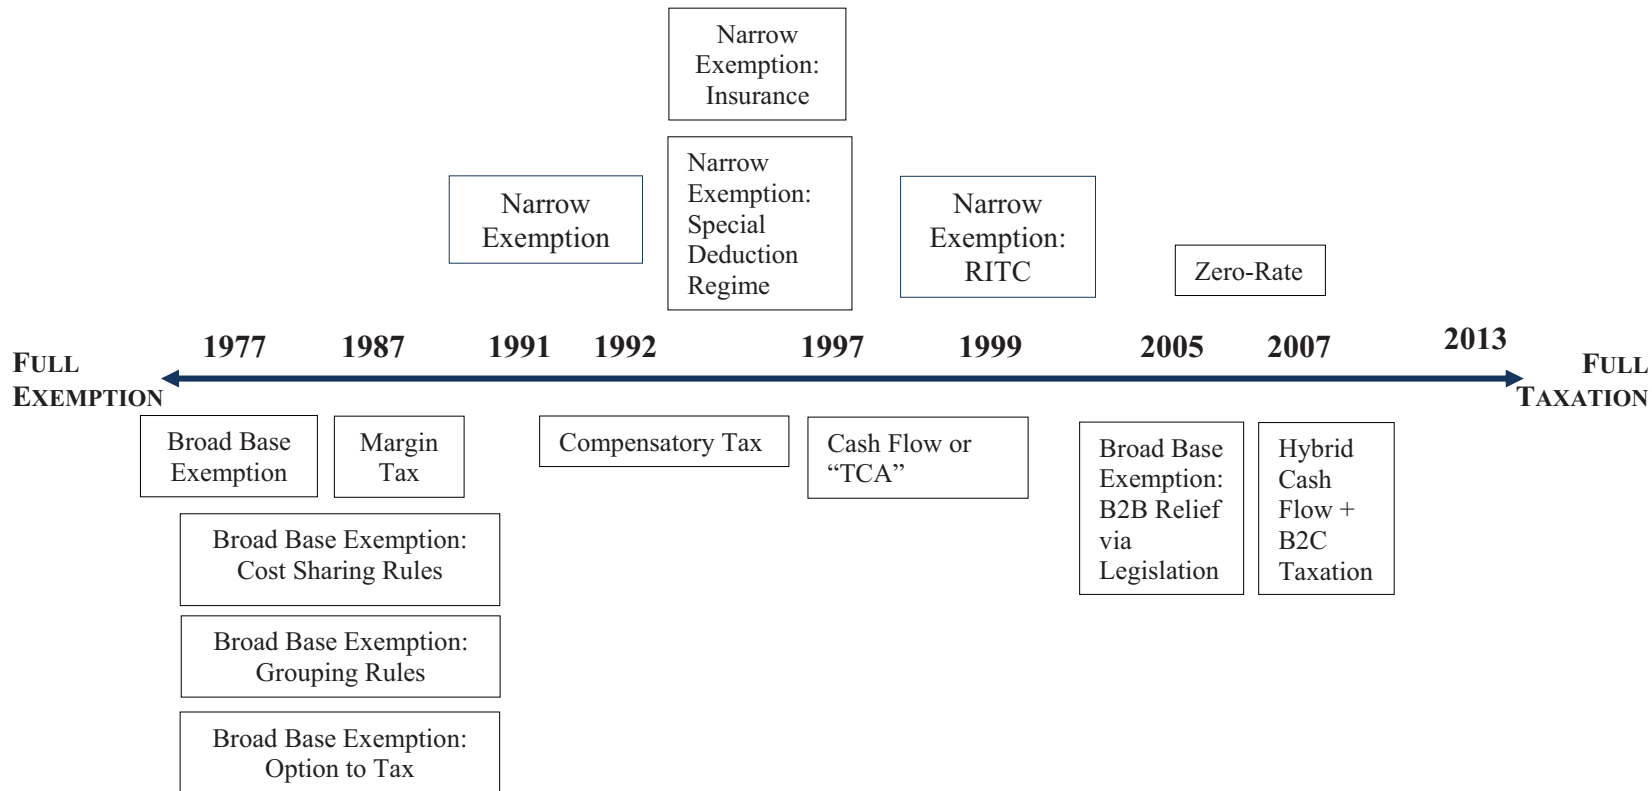 Narrow
Exemption:
Insurance
Narrow
Exemption:
Special
Deduction
Regime
Narrow
Exemption
Narrow
Exemption:
RITC
Zero-Rate
1977 1987 1991 1992 1997 1999 2005 2007 2013
FULL
EXEMPTION
FULL
TAXATION
Broad Base
Exemption
Margin
Tax
Compensatory Tax
Cash Flow or
“TCA”
Broad Base
Exemption:
B2B Relief
via
Legislation
Hybrid
Cash
Flow +
B2C
Taxation
Broad Base Exemption:
Cost Sharing Rules
Broad Base Exemption:
Grouping Rules
Broad Base Exemption:
Option to Tax